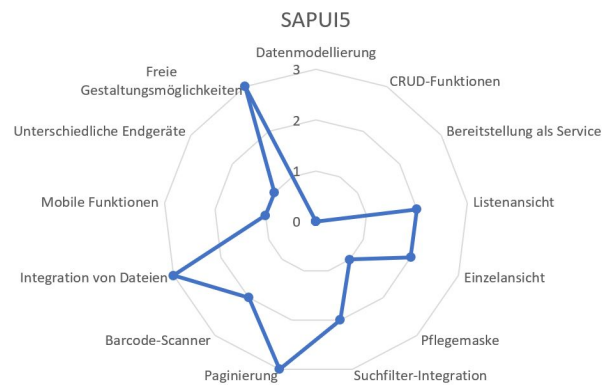 SAPUI5
Datenmodellierung
CRUD-Funktionen
Bereitstellung als Service
Listenansicht
Einzelansicht
Pflegemaske
Suchfilter-Integration
Paginierung
Barcode-Scanner
Integration von Dateien
Mobile Funktionen
Unterschiedliche Endgeräte
Freie
Gestaltungsmöglichkeiten
3
2
1
0